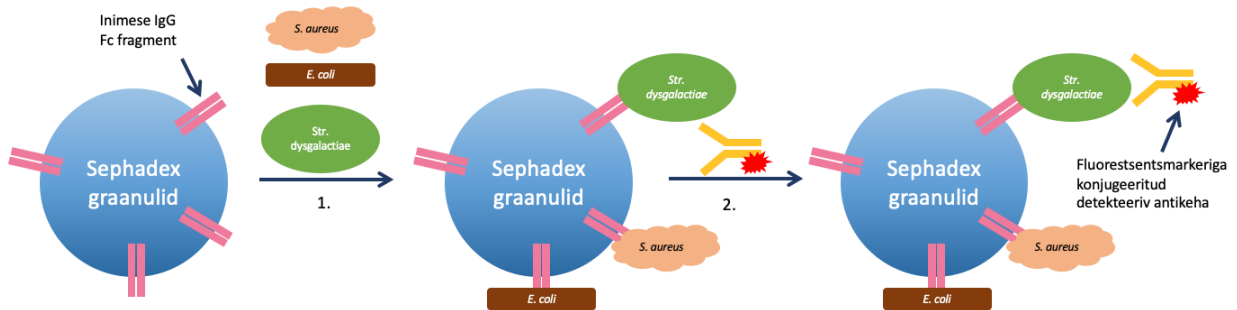 Inimese IgG
Fc fragment
S. aureus
E. coli
Str.
dysgalactiae
Sephadex
graanulid
1.
Str.
dysgalactiae
Sephadex
graanulid
S. aureus
E. coli
2.
Str.
dysgalactiae
Sephadex
graanulid
S. aureus
E. coli
Fluorestsentsmarkeriga
konjugeeritud
detekteeriv antikeha